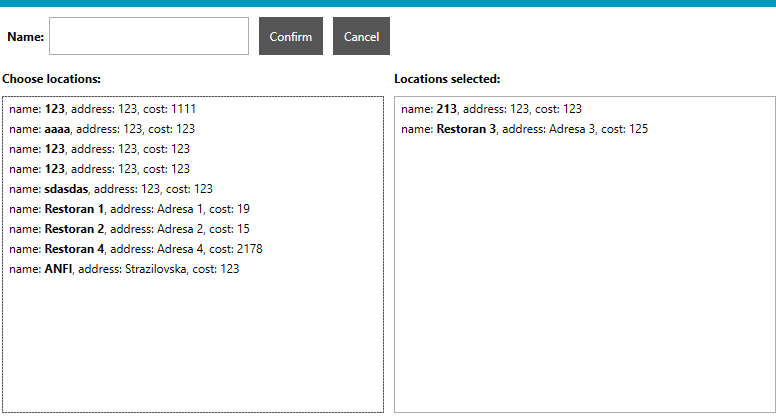 Name: Confirm Cancel
Choose locations:
name: 123, address: 123, cost: 1111
name: aaaa, address: 123, cost: 123
name: 123, address: 123, cost: 123
name: 123, address: 123, cost: 123
name: sdasdas, address: 123, cost: 123
name: Restoran 1, address: Adresa 1, cost: 19
name: Restoran 2, address: Adresa 2, cost: 15
name: Restoran 4, address: Adresa 4, cost: 2178
name: ANFI, address: Strazilovska, cost: 123
Locations selected:
name: 213, address: 123, cost: 123
name: Restoran 3, address: Adresa 3, cost: 125